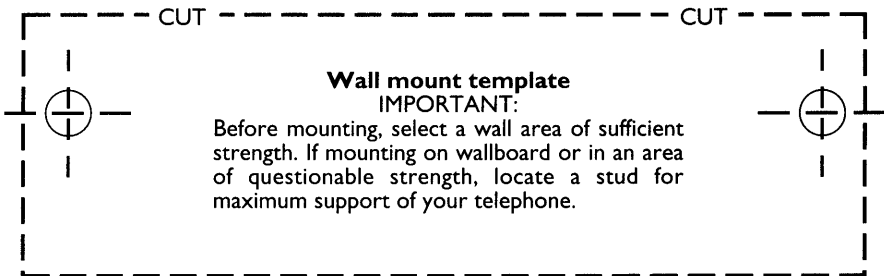 CUT CUT
Wall mount template
IMPORTANT:
Before mounting, select a wall area of sufficient
strength. If mounting on wallboard or in an area
of questionable strength, locate a stud for
maximum support of your telephone.